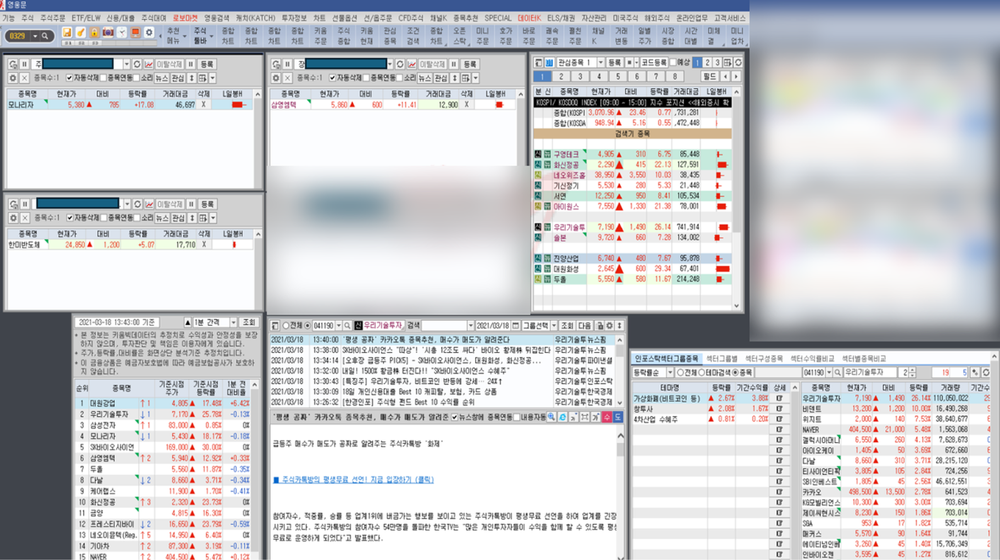 영웅문
기능 주식 주식주문 ETF/ELW 신용/대출 주식대여 로보마켓 영웅검색 캐치(KATCH) 투자정보 차트 선물옵션 선/옵주문 CFD주식 채널K 종목추천 SPECIAL 데이터K ELS/채권 자산관리 미국주식 해외주식 온라인업무 고객서비스
0329
추천 주식 종합 종합 종합 종합 키움 주식 키움 관심 조건 종합 오픈 미니 호가 바로 쾌속 펼친 채널 거래 일별 시장 시간 미체 미니
메뉴 툴바 차트 차트 차트 차트 주문 종합 현재 종목 검색 차트 스탁 주문 주문 주문 주문 주문 K 변동 주가 종합 대별 결 업차
S1 S2 S3
주 이탈삭제 등록
종목수:1 자동삭제 종목연동 소리 뉴스 관심
종목명 현재가 대비 등락률 거래대금 삭제 L일봉H
모나리자 5,380 ▲ 785 +17.08 46,697 X
장 이탈삭제 등록
종목수:1 자동삭제 종목연동 소리 뉴스 관심
종목명 현재가 대비 등락률 거래대금 삭제 L일봉H
삼영엠텍 5,860 ▲ 600 +11.41 12,900 X
관심종목 1 등록 코드등록 예상 1 2 3
1 2 3 4 5 6 7 8 필드
분 신 종목명 현재가 대비 등락률 거래대금 L일봉H
KOSPI/ KOSDOQ INDEX [09:00 ~ 15:00] 지수 포지션 <<해외증시 확
종합(KOSPI 3,070.96 ▲ 23.46 0.77 ,731,281
종합(KOSDA 948.94 ▲ 5.16 0.55 ,472,448
검색기 종목
신 뉴 구영테크 4,905 ▲ 310 6.75 85,448
신 뉴 화신정공 2,290 ▲ 415 22.13 127,591
신 네오위즈홀 38,950 ▲ 3,550 10.03 38,435
신 기신정기 5,530 ▲ 280 5.33 21,448
신 서연 12,250 ▲ 950 8.41 105,534
신 뉴 아이원스 7,550 ▲ 1,330 21.38 78,001
신 뉴 우리기술투 7,190 ▲ 1,490 26.14 741,914
신 솔본 9,720 ▲ 660 7.28 134,002
신 뉴 진양산업 6,740 ▲ 480 7.67 95,878
신 뉴 대원화성 2,645 ▲ 600 29.34 67,401
신 뉴 두올 5,550 ▲ 580 11.67 214,248
이탈삭제 등록
종목수:1 자동삭제 종목연동 소리 뉴스 관심
종목명 현재가 대비 등락률 거래대금 삭제 L일봉H
한미반도체 24,850 ▲ 1,200 +5.07 17,710 X
2021-03-18 13:43:00 기준 ▲ 1분 간격 조회
* 본 정보는 키움빅데이터의 추정치로 수익성과 안정성을 보장
하지 않으며, 투자판단 및 책임은 이용자에게 있습니다.
* 주가,등락률,대비률은 화면상단 분석기준 추정치입니다.
* 이 금융상품은 예금자보호법에 따라 예금보험공사가 보호하
지 않습니다.
순위 종목명 기준시점 주가 기준시점 등락률 1분 전 대비율
1 대원강업 ↑1 4,805 ▲ 17.48% +6.42%
2 우리기술투자 ↓1 7,170 ▲ 25.78% -0.13%
3 삼성전자 ↑1 83,000 ▲ 0.85% 0%
4 모나리자 ↓1 5,430 ▲ 18.17% -0.18%
5 SK바이오사이언 169,000 ▲ 30.00% 0%
6 삼영엠텍 ↑2 5,940 ▲ 12.92% +0.33%
7 두올 5,560 ▲ 11.87% -0.35%
8 다날 ↓2 8,660 ▲ 3.71% -0.34%
9 케어랩스 11,900 ▲ 1.70% -0.41%
10 화신정공 ↑3 2,320 ▲ 23.73% 0%
11 금양 4,815 ▲ 16.30% 0%
12 프레스티지바이 ↓2 16,650 ▲ 23.79% -0.59%
13 네오이뮨텍(Reg. ↑5 14,950 ▲ 6.40% 0%
14 기아차 ↑2 87,300 ▲ 3.19% -0.11%
15 NAVER ↑2 404,500 ▲ 5.47% +0.12%
전체 041190 신 우리기술투자 검색 2021/03/18 그룹선택 조회 다음
2021/03/18 13:40:00 '평생 공짜' 카카오톡 종목추천, 매수가 매도가 알려준다 우리기술투 뉴스핌
2021/03/18 13:38:00 SK바이오사이언스 "따상"! '시총 12조도 싸다' 바이오 황제株 뒤집힌다 우리기술투 뉴스핌
2021/03/18 13:34:14 [오후장 급등주 PICK5] - SK바이오사이언스, 대원화성, 화신정공... 우리기술투 파이낸셜
2021/03/18 13:32:00 내일! 1500% 황금株 터진다!! "SK바이오사이언스 수혜주" 우리기술투 뉴스핌
2021/03/18 13:30:43 [특징주] 우리기술투자, 비트코인 반등에 강세… 24%↑ 우리기술투 인포스탁
2021/03/18 13:30:09 18일 개인신용대출 Best 10 캐피탈, 보험, 카드 상품 우리기술투 한국경제
2021/03/18 13:26:32 [한경인포] 주식형 펀드 Best 10 수익률 순위 우리기술투 한국경제
'평생 공짜' 카카오톡 종목추천, 매수가 매도가 알려준 뉴스창에 종목연동 내용자동 가 가 수 도
급등주 매수가 매도가 공짜로 알려주는 주식카톡방 '화제'
■ 주식카톡방의 평생무료 선언! 지금 입장하기 (클릭)
참여자수, 적중률, 승률 등 업계1위에 버금가는 행보를 보이고 있는 주식카톡방이 평생무료 선언을 하여 업계를 긴장
시키고 있다. 주식카톡방의 참여자수 54만명을 돌파한 한국TV는 "많은 개인투자자들이 수익을 함께 할 수 있도록 평생
무료로 운영하게 되었다"고 발표했다.
인포스탁섹터그룹종목 섹터그룹별 섹터구성종목 섹터수익률비교 섹터별종목비교
등락률순 전체 테마검색 종목 041190 우리기술투자 2 19 5
테마명 등락률 기간수익률 상세
가상화폐(비트코인 등) ▲ 2.67% 3.88%
창투사 ▲ 2.08% 1.67%
4차산업 수혜주 ▲ 0.81% 0.20%
종목명 현재가 대비 등락률 거래량 기간수
우리기술투자 7,190 ▲ 1,490 26.14% 110,050,022 29
비덴트 13,200 ▲ 1,200 10.00% 16,490,268
위지트 2,000 ▲ 140 7.53% 38,640,677
NAVER 404,500 ▲ 21,000 5.48% 1,563,068
갤럭시아머니 6,550 ▲ 260 4.13% 7,628,673
아이오케이 1,405 ▲ 50 3.69% 672,660
다날 8,660 ▲ 310 3.71% 28,215,120
티사이언티픽 3,805 ▲ 105 2.84% 724,256
SBI인베스트 1,805 ▲ 45 2.56% 46,612,551
카카오 498,500 ▲ 13,500 2.78% 641,523
KG모빌리언스 10,300 ▲ 300 3.00% 703,694
제이씨현시스 8,230 ▲ 150 1.86% 703,014
SGA 953 ▲ 17 1.82% 535,714
매커스 5,570 ▲ 90 1.64% 91,744
에이티넘인베 3,260 ▲ 45 1.40% 15,706,349
인바이오젠 3,595 ▲ 45 1.27% 816,612